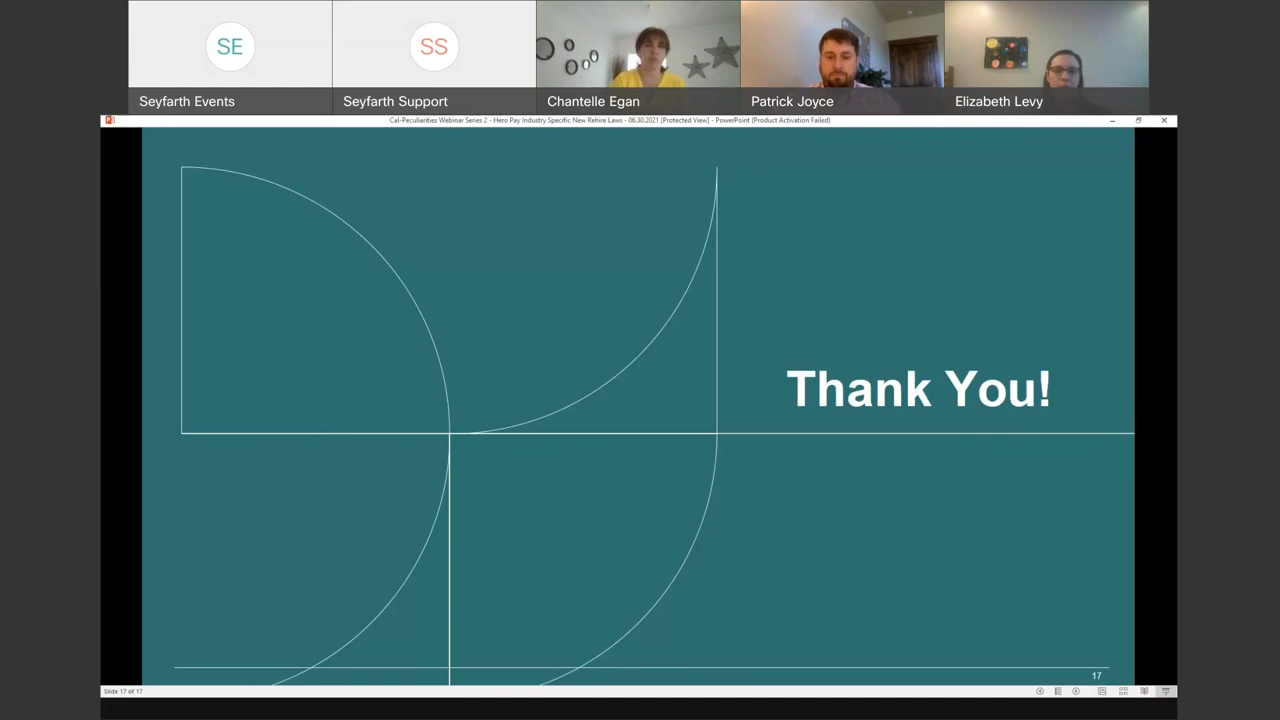 SE
SS
Seyfarth Events
Seyfarth Support
Chantelle Egan
Patrick Joyce
Elizabeth Levy
Cal-Peculiarities Webinar Series 2 - Hero Pay Industry Specific New Rehire Laws - 06.30.2021 [Protected View] - PowerPoint (Product Activation Failed)
Thank You!
17
Slide 17 of 17